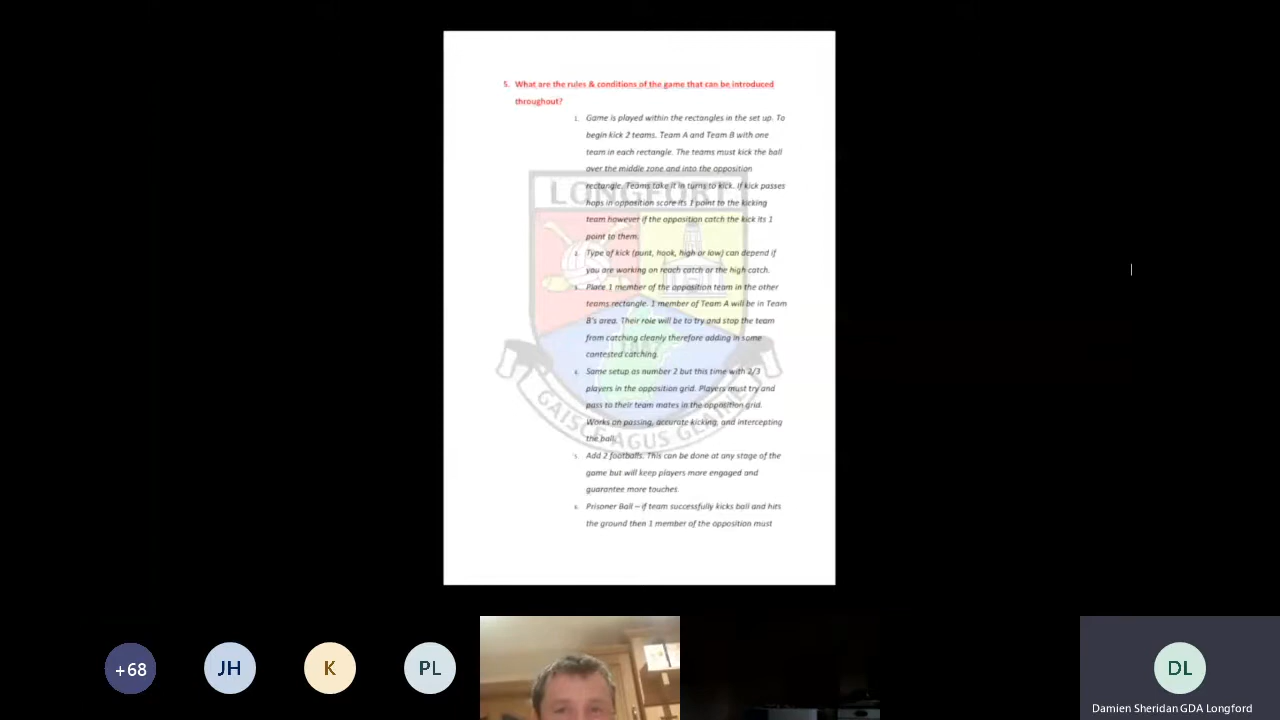 5. What are the rules & conditions of the game that can be introduced
throughout?
1. Game is played within the rectangles in the set up. To
begin kick 2 teams. Team A and Team B with one
team in each rectangle. The teams must kick the ball
over the middle zone and into the opposition
rectangle. Teams take it in turns to kick. If kick passes
hops in opposition score its 1 point to the kicking
team however if the opposition catch the kick its 1
point to them.
2. Type of kick (punt, hook, high or low) can depend if
you are working on reach catch or the high catch.
3. Place 1 member of the opposition team in the other
teams rectangle. 1 member of Team A will be in Team
B's area. Their role will be to try and stop the team
from catching cleanly therefore adding in some
contested catching.
4. Same setup as number 2 but this time with 2/3
players in the opposition grid. Players must try and
pass to their team mates in the opposition grid.
Works on passing, accurate kicking, and intercepting
the ball.
5. Add 2 footballs. This can be done at any stage of the
game but will keep players more engaged and
guarantee more touches.
6. Prisoner Ball – if team successfully kicks ball and hits
the ground then 1 member of the opposition must
LONGFORT
GAISCE AGUS GLAINE
+68
JH
K
PL
DL
Damien Sheridan GDA Longford